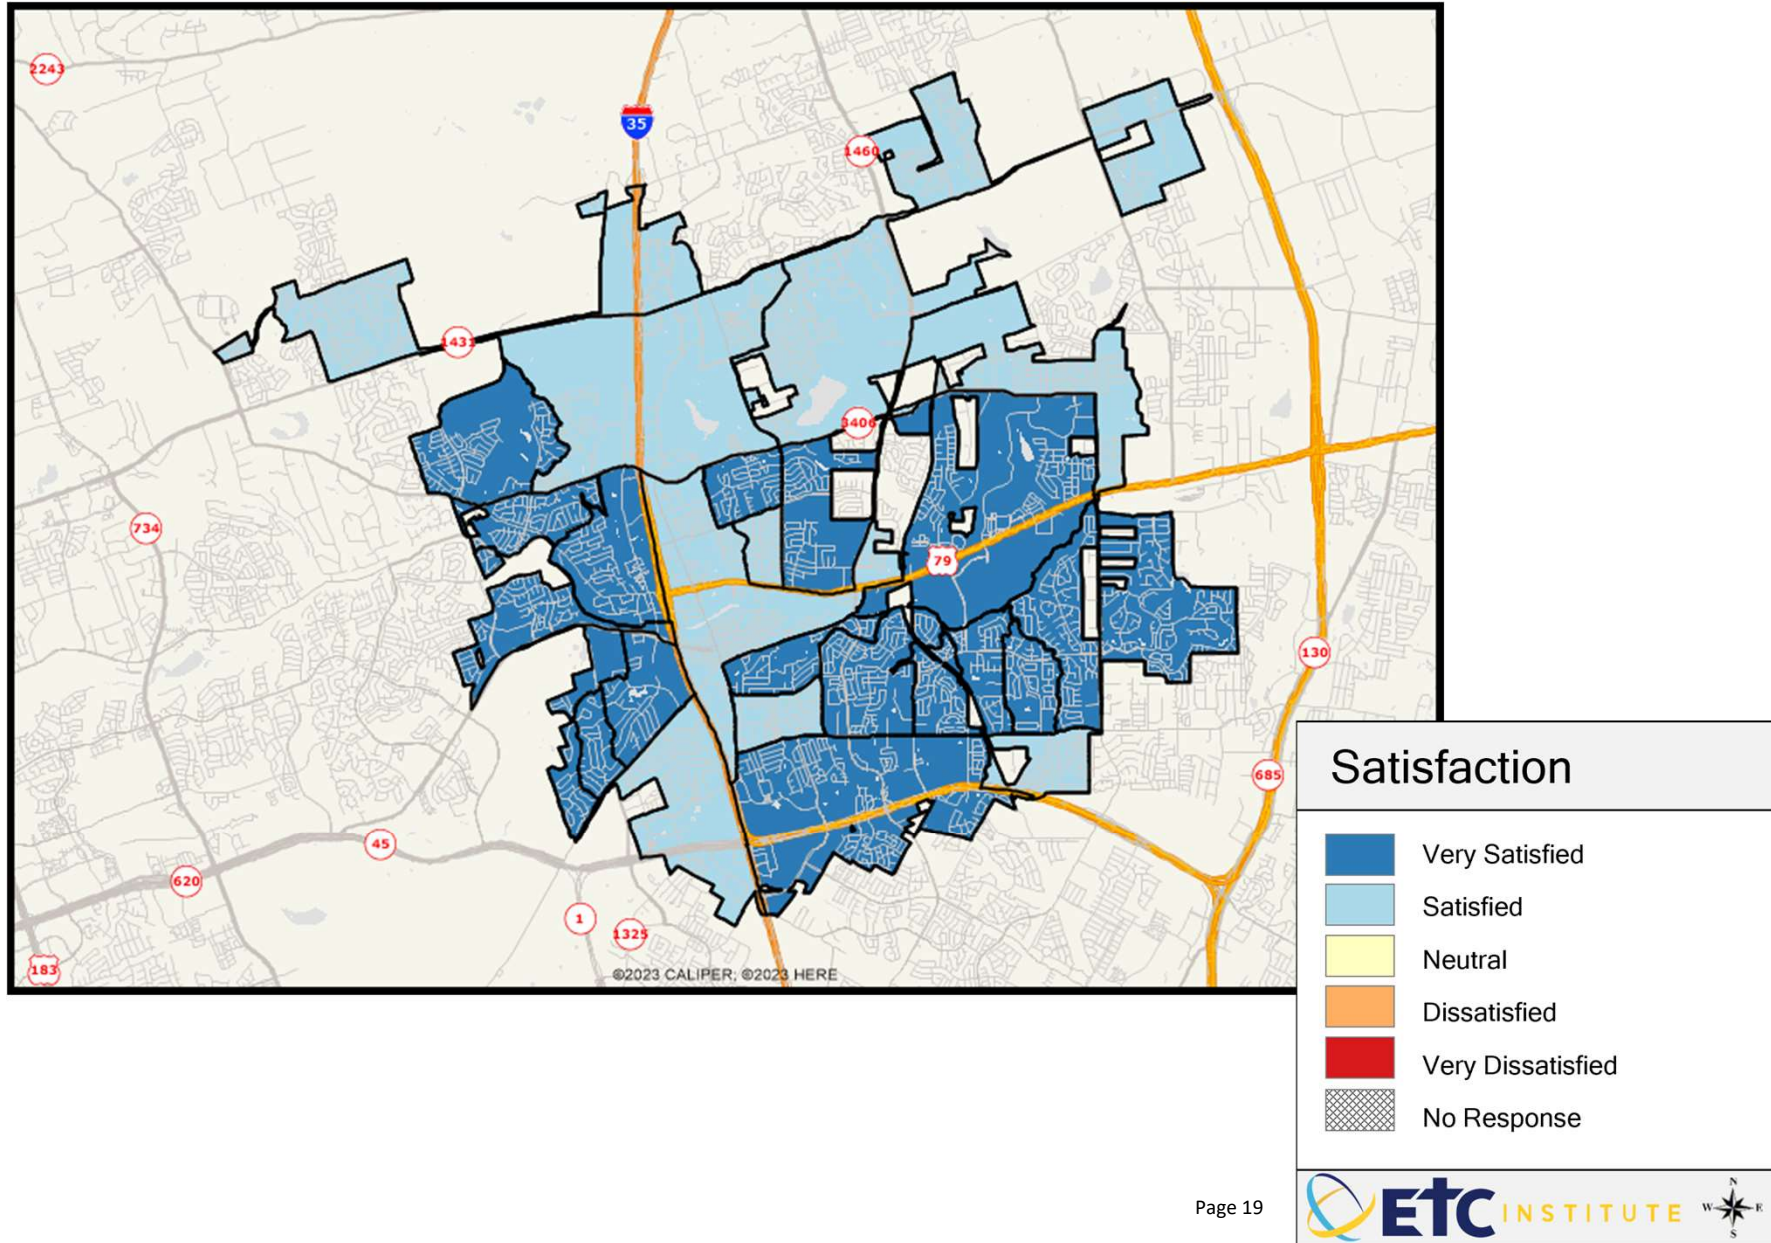 2243
35
1460
1431
3406
734
79
130
685
45
620
1
1325
183
©2023 CALIPER; ©2023 HERE
Satisfaction
Very Satisfied
Satisfied
Neutral
Dissatisfied
Very Dissatisfied
No Response
Page 19
ETC INSTITUTE
N
W E
S